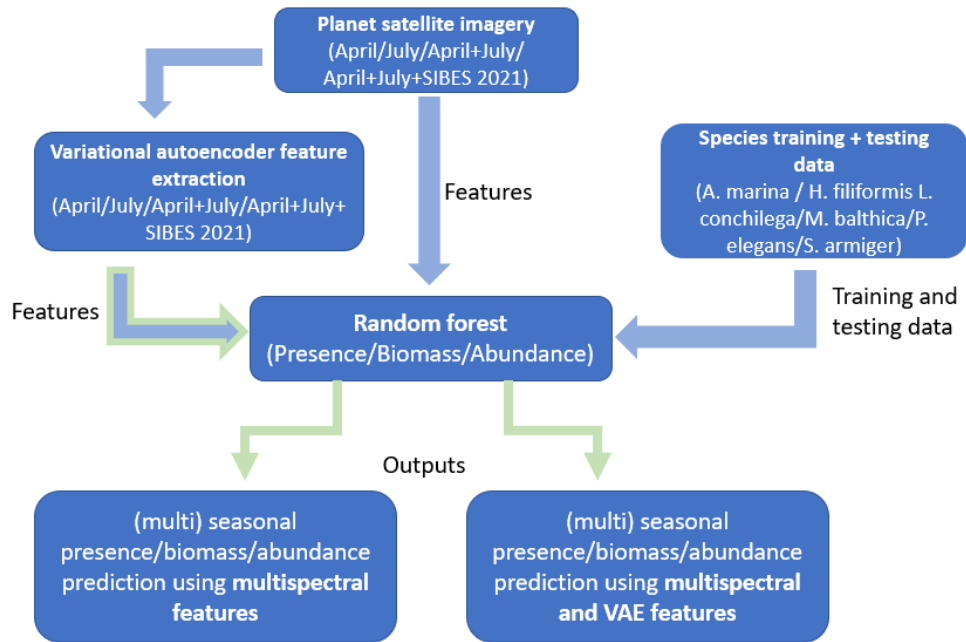 Planet satellite imagery
(April/July/April+July/
April+July+SIBES 2021)
Variational autoencoder feature
extraction
(April/July/April+July/April+July+
SIBES 2021)
Features
Species training + testing
data
(A. marina / H. filiformis L.
conchilega/M. balthica/P.
elegans/S. armiger)
Features
Training and
testing data
Random forest
(Presence/Biomass/Abundance)
Outputs
(multi) seasonal
presence/biomass/abundance
prediction using multispectral
features
(multi) seasonal
presence/biomass/abundance
prediction using multispectral
and VAE features